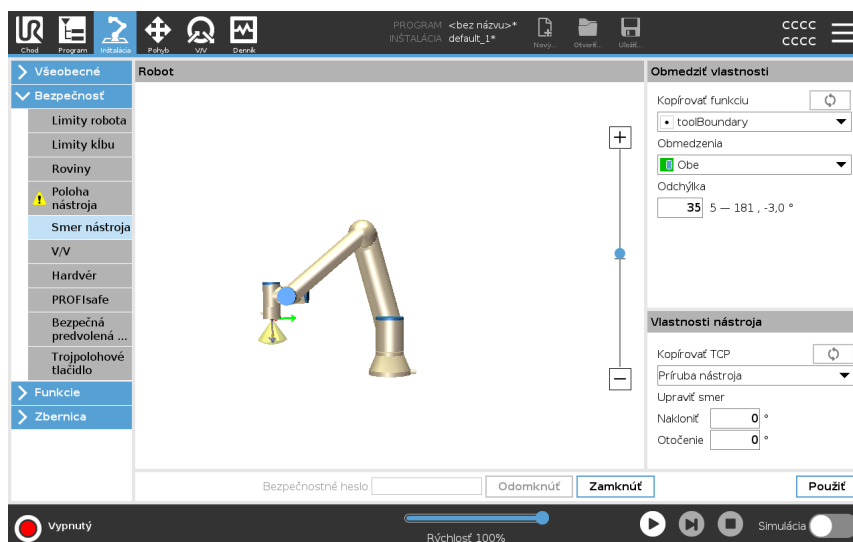 PROGRAM <bez názvu>*
INŠTALÁCIA default_1*
CCCC
CCCC
Chod Program Inštalácia Pohyb V/V Denník Nový... Otvoriť... Uložiť...
Všeobecné
Bezpečnosť
Limity robota
Limity kĺbu
Roviny
Poloha
nástroja
Smer nástroja
V/V
Hardvér
PROFIsafe
Bezpečná
predvolená ...
Trojpolohové
tlačidlo
Funkcie
Zbernica
Robot
Obmedziť vlastnosti
Kopírovať funkciu
toolBoundary
Obmedzenia
Obe
Odchýlka
35 5 — 181 , -3,0 °
Vlastnosti nástroja
Kopírovať TCP
Príruba nástroja
Upraviť smer
Nakloniť 0 °
Otočenie 0 °
Bezpečnostné heslo Odomknúť Zamknúť Použiť
Vypnutý
Rýchlosť 100%
Simulácia